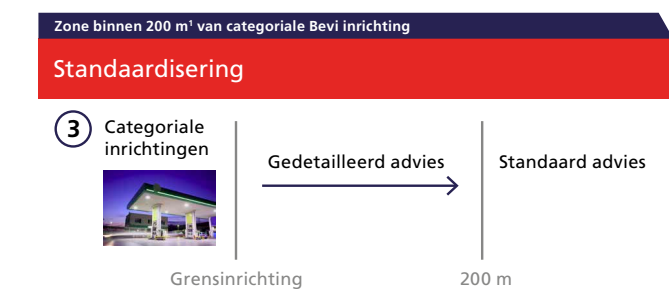 Zone binnen 200 m¹ van categoriale Bevi inrichting
Standaardisering
3
Categoriale
inrichtingen
Gedetailleerd advies
Standaard advies
Grensinrichting
200 m